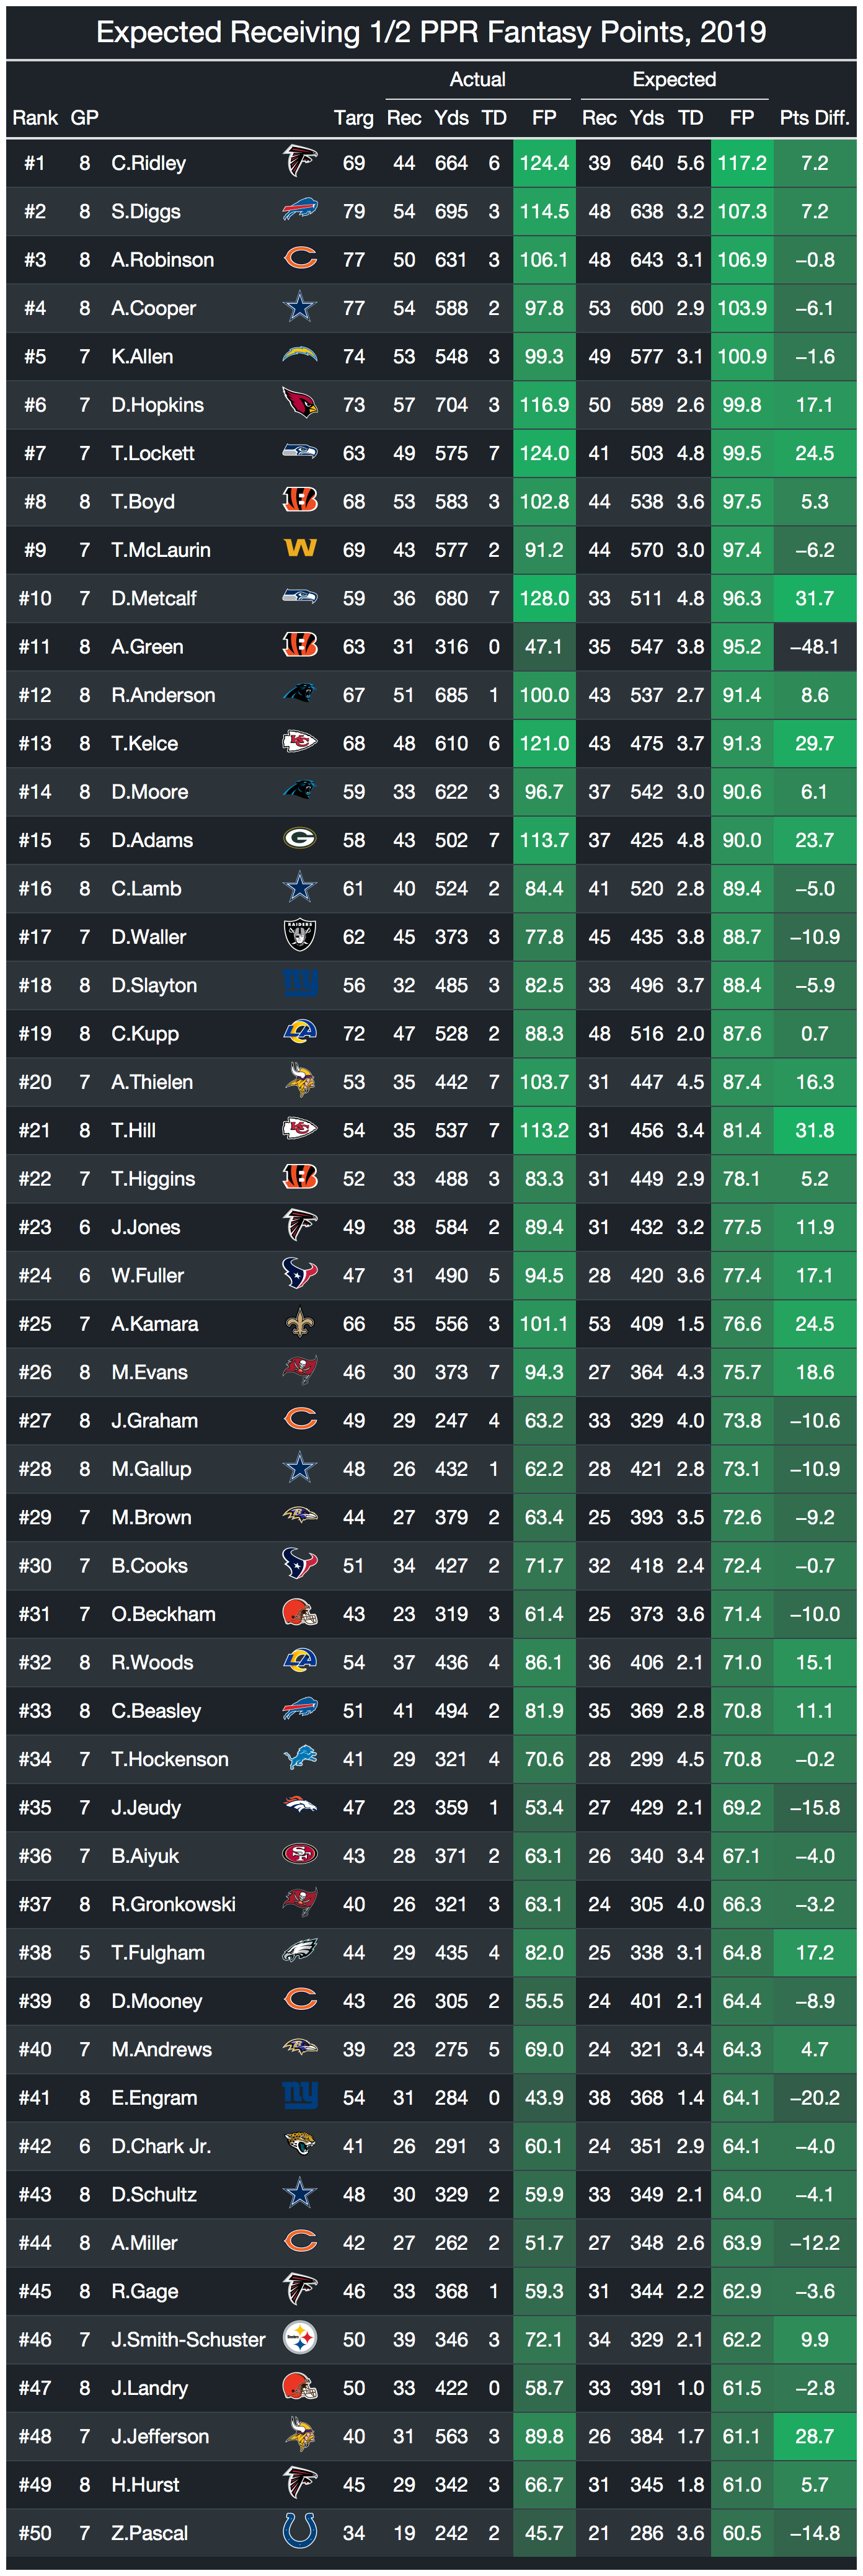 Expected Receiving 1/2 PPR Fantasy Points, 2019
Actual Expected
Rank GP Targ Rec Yds TD FP Rec Yds TD FP Pts Diff.
#1 8 C.Ridley 69 44 664 6 124.4 39 640 5.6 117.2 7.2
#2 8 S.Diggs 79 54 695 3 114.5 48 638 3.2 107.3 7.2
#3 8 A.Robinson 77 50 631 3 106.1 48 643 3.1 106.9 −0.8
#4 8 A.Cooper 77 54 588 2 97.8 53 600 2.9 103.9 −6.1
#5 7 K.Allen 74 53 548 3 99.3 49 577 3.1 100.9 −1.6
#6 7 D.Hopkins 73 57 704 3 116.9 50 589 2.6 99.8 17.1
#7 7 T.Lockett 63 49 575 7 124.0 41 503 4.8 99.5 24.5
#8 8 T.Boyd 68 53 583 3 102.8 44 538 3.6 97.5 5.3
#9 7 T.McLaurin W 69 43 577 2 91.2 44 570 3.0 97.4 −6.2
#10 7 D.Metcalf 59 36 680 7 128.0 33 511 4.8 96.3 31.7
#11 8 A.Green 63 31 316 0 47.1 35 547 3.8 95.2 −48.1
#12 8 R.Anderson 67 51 685 1 100.0 43 537 2.7 91.4 8.6
#13 8 T.Kelce KC 68 48 610 6 121.0 43 475 3.7 91.3 29.7
#14 8 D.Moore 59 33 622 3 96.7 37 542 3.0 90.6 6.1
#15 5 D.Adams G 58 43 502 7 113.7 37 425 4.8 90.0 23.7
#16 8 C.Lamb 61 40 524 2 84.4 41 520 2.8 89.4 −5.0
#17 7 D.Waller RAIDERS 62 45 373 3 77.8 45 435 3.8 88.7 −10.9
#18 8 D.Slayton ny 56 32 485 3 82.5 33 496 3.7 88.4 −5.9
#19 8 C.Kupp 72 47 528 2 88.3 48 516 2.0 87.6 0.7
#20 7 A.Thielen 53 35 442 7 103.7 31 447 4.5 87.4 16.3
#21 8 T.Hill KC 54 35 537 7 113.2 31 456 3.4 81.4 31.8
#22 7 T.Higgins 52 33 488 3 83.3 31 449 2.9 78.1 5.2
#23 6 J.Jones 49 38 584 2 89.4 31 432 3.2 77.5 11.9
#24 6 W.Fuller 47 31 490 5 94.5 28 420 3.6 77.4 17.1
#25 7 A.Kamara 66 55 556 3 101.1 53 409 1.5 76.6 24.5
#26 8 M.Evans 46 30 373 7 94.3 27 364 4.3 75.7 18.6
#27 8 J.Graham 49 29 247 4 63.2 33 329 4.0 73.8 −10.6
#28 8 M.Gallup 48 26 432 1 62.2 28 421 2.8 73.1 −10.9
#29 7 M.Brown 44 27 379 2 63.4 25 393 3.5 72.6 −9.2
#30 7 B.Cooks 51 34 427 2 71.7 32 418 2.4 72.4 −0.7
#31 7 O.Beckham 43 23 319 3 61.4 25 373 3.6 71.4 −10.0
#32 8 R.Woods 54 37 436 4 86.1 36 406 2.1 71.0 15.1
#33 8 C.Beasley 51 41 494 2 81.9 35 369 2.8 70.8 11.1
#34 7 T.Hockenson 41 29 321 4 70.6 28 299 4.5 70.8 −0.2
#35 7 J.Jeudy 47 23 359 1 53.4 27 429 2.1 69.2 −15.8
#36 7 B.Aiyuk SF 43 28 371 2 63.1 26 340 3.4 67.1 −4.0
#37 8 R.Gronkowski 40 26 321 3 63.1 24 305 4.0 66.3 −3.2
#38 5 T.Fulgham 44 29 435 4 82.0 25 338 3.1 64.8 17.2
#39 8 D.Mooney 43 26 305 2 55.5 24 401 2.1 64.4 −8.9
#40 7 M.Andrews 39 23 275 5 69.0 24 321 3.4 64.3 4.7
#41 8 E.Engram ny 54 31 284 0 43.9 38 368 1.4 64.1 −20.2
#42 6 D.Chark Jr. 41 26 291 3 60.1 24 351 2.9 64.1 −4.0
#43 8 D.Schultz 48 30 329 2 59.9 33 349 2.1 64.0 −4.1
#44 8 A.Miller 42 27 262 2 51.7 27 348 2.6 63.9 −12.2
#45 8 R.Gage 46 33 368 1 59.3 31 344 2.2 62.9 −3.6
#46 7 J.Smith-Schuster Steelers 50 39 346 3 72.1 34 329 2.1 62.2 9.9
#47 8 J.Landry 50 33 422 0 58.7 33 391 1.0 61.5 −2.8
#48 7 J.Jefferson 40 31 563 3 89.8 26 384 1.7 61.1 28.7
#49 8 H.Hurst 45 29 342 3 66.7 31 345 1.8 61.0 5.7
#50 7 Z.Pascal 34 19 242 2 45.7 21 286 3.6 60.5 −14.8